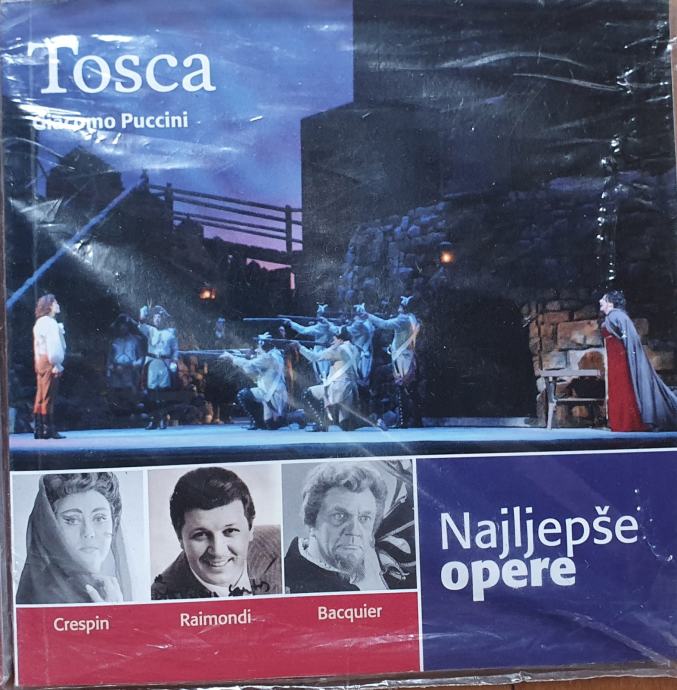 Tosca
Giacomo Puccini
Najljepše
opere
Crespin
Raimondi
Bacquier